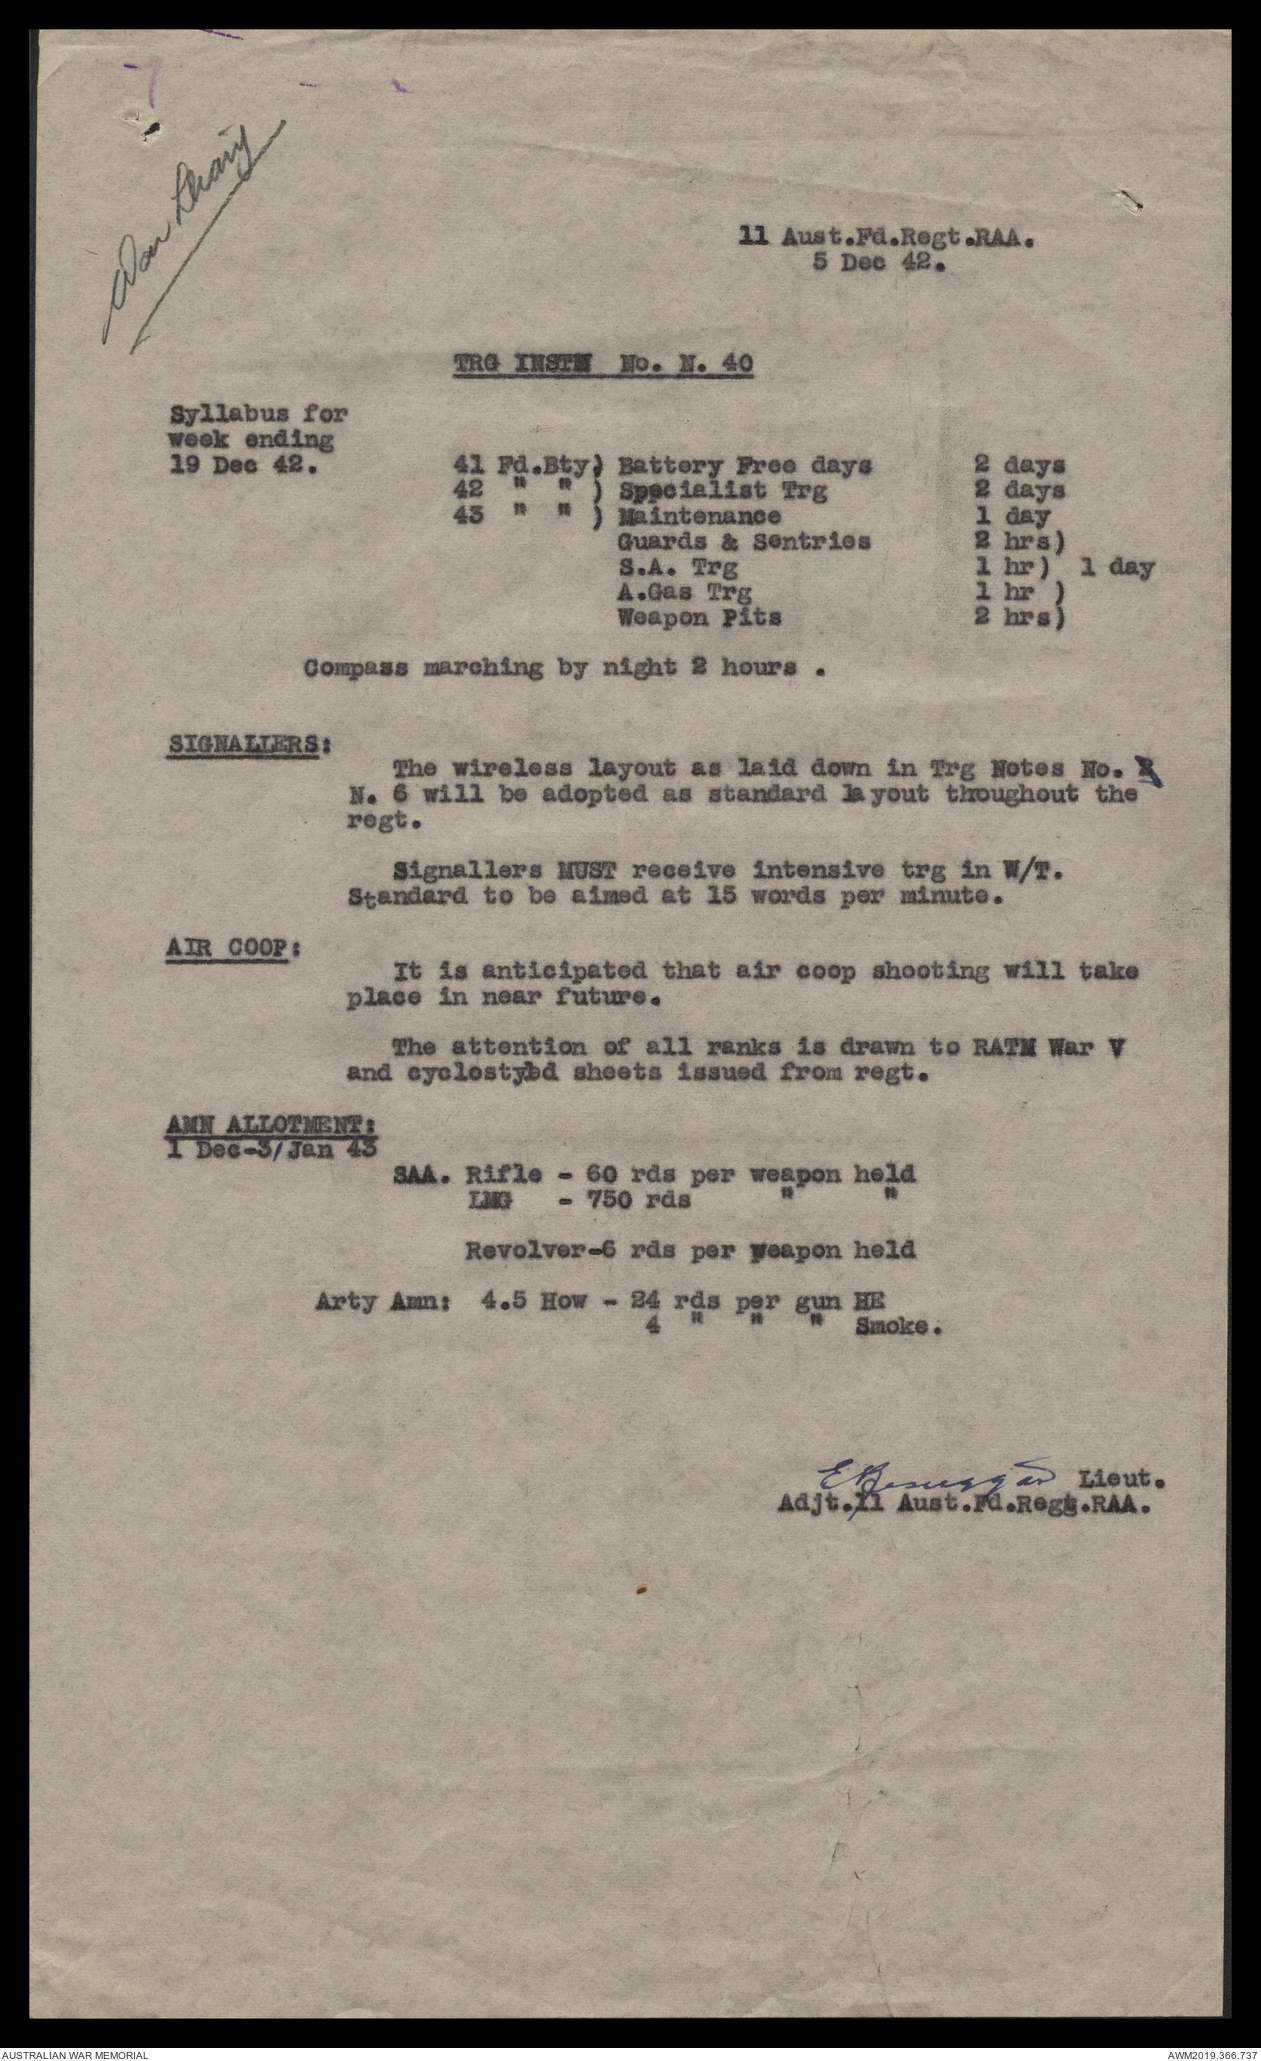 War Diary
11 Aust.Fd.Regt.RAA.
5 Dec 42.
TRG INSTN No. N. 40
Syllabus for
week ending
19 Dec 42.
41 Fd.Bty) Battery Free days 2 days
42 " " ) Specialist Trg 2 days
43 " " ) Maintenance 1 day
Guards & Sentries 2 hrs)
S.A. Trg 1 hr) 1 day
A.Gas Trg 1 hr )
Weapon Pits 2 hrs)
Compass marching by night 2 hours .
SIGNALLERS:
The wireless layout as laid down in Trg Notes No.
N. 6 will be adopted as standard layout thoughout the
regt.
Signallers MUST receive intensive trg in W/T.
Standard to be aimed at 15 words per minute.
AIR COOP:
It is anticipated that air coop shooting will take
place in near future.
The attention of all ranks is drawn to RATM War V
and cyclostyled sheets issued from regt.
AMN ALLOTMENT:
1 Dec-3/Jan 43
SAA. Rifle - 60 rds per weapon held
LMG - 750 rds " "
Revolver-6 rds per weapon held
Arty Amn: 4.5 How - 24 rds per gun HE
4 " " " Smoke.
Lieut.
Adjt.11 Aust.Fd.Regt.RAA.
AUSTRALIAN WAR MEMORIAL AWM2019.366.737